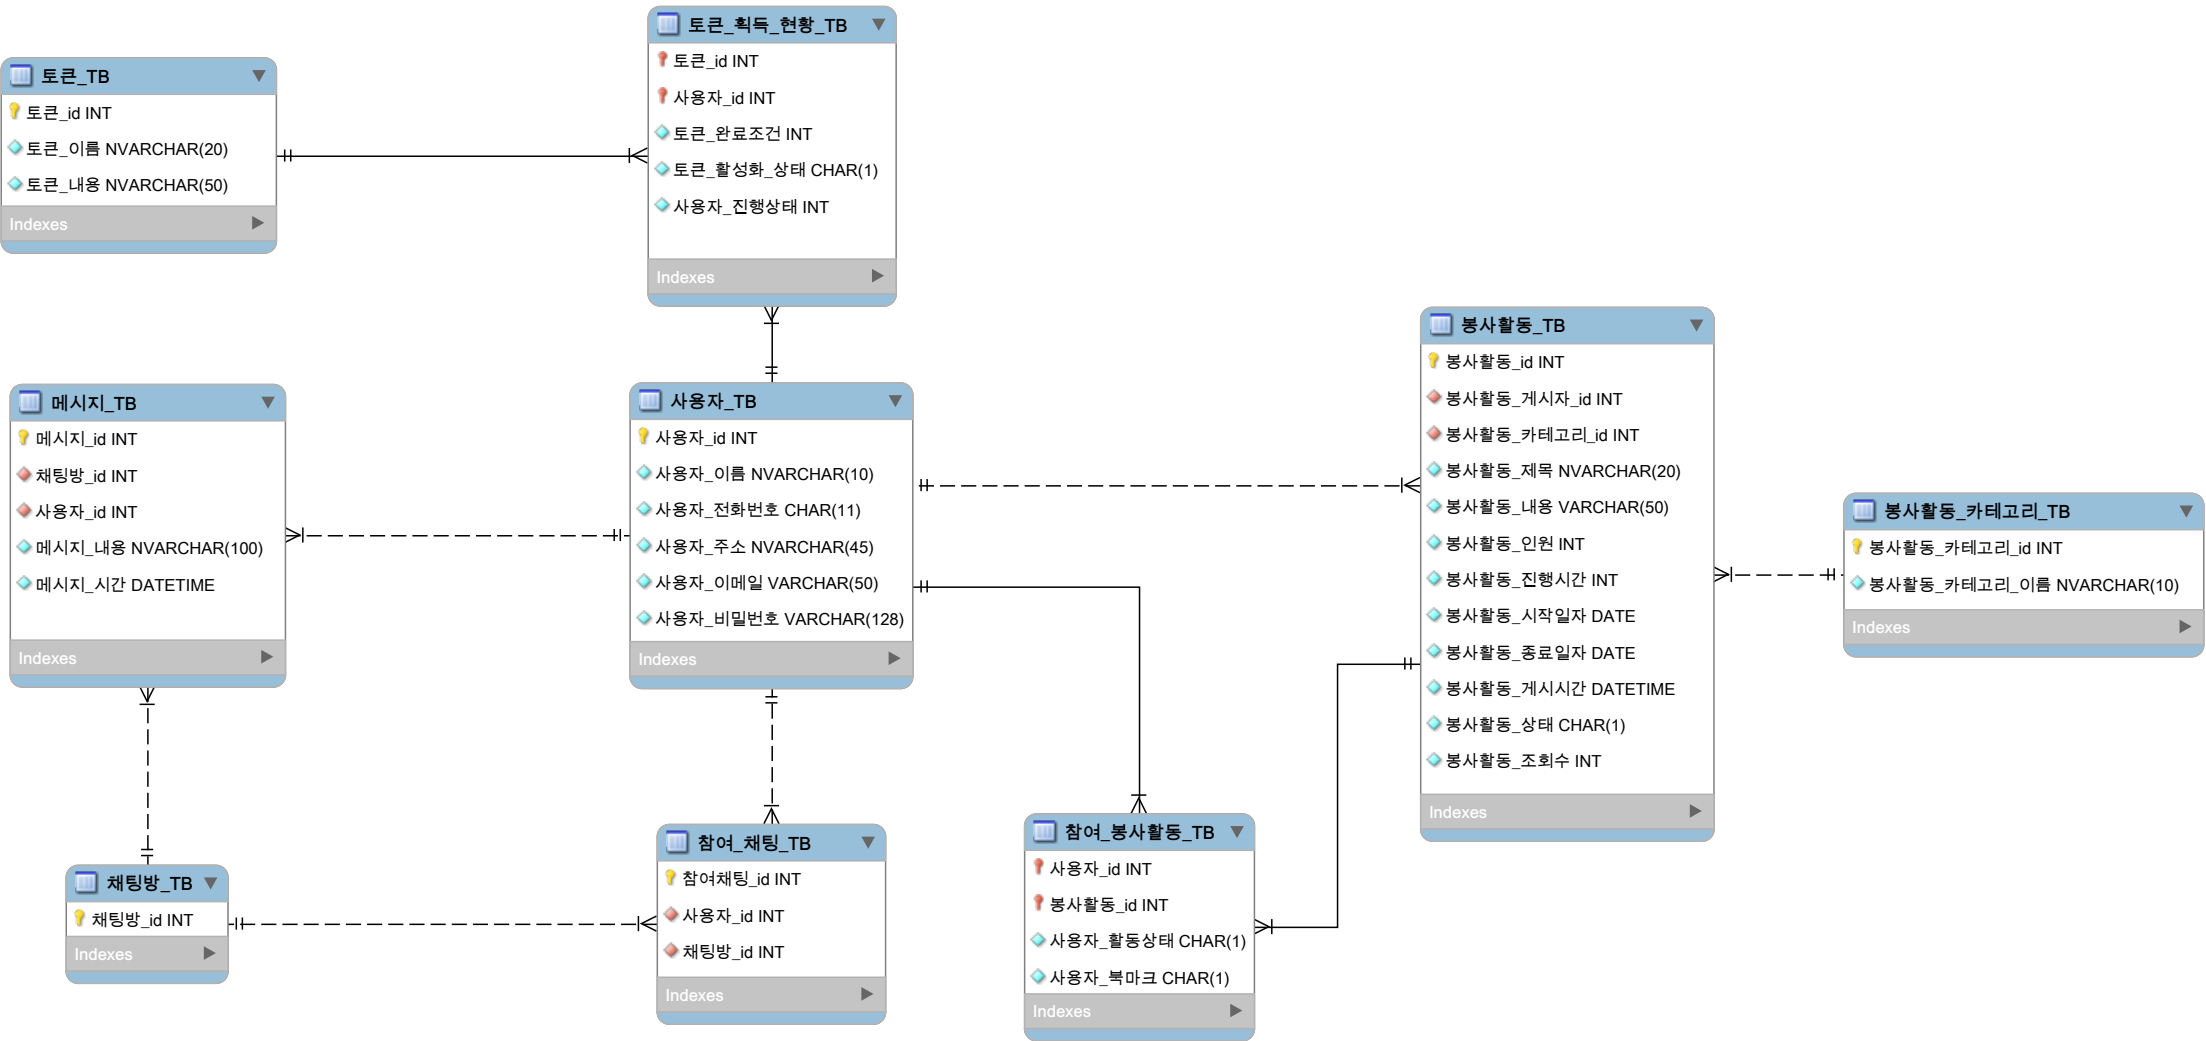 토큰_TB
토큰_id INT
토큰_이름 NVARCHAR(20)
토큰_내용 NVARCHAR(50)
Indexes
토큰_획득_현황_TB
토큰_id INT
사용자_id INT
토큰_완료조건 INT
토큰_활성화_상태 CHAR(1)
사용자_진행상태 INT
Indexes
메시지_TB
메시지_id INT
채팅방_id INT
사용자_id INT
메시지_내용 NVARCHAR(100)
메시지_시간 DATETIME
Indexes
사용자_TB
사용자_id INT
사용자_이름 NVARCHAR(10)
사용자_전화번호 CHAR(11)
사용자_주소 NVARCHAR(45)
사용자_이메일 VARCHAR(50)
사용자_비밀번호 VARCHAR(128)
Indexes
봉사활동_TB
봉사활동_id INT
봉사활동_게시자_id INT
봉사활동_카테고리_id INT
봉사활동_제목 NVARCHAR(20)
봉사활동_내용 VARCHAR(50)
봉사활동_인원 INT
봉사활동_진행시간 INT
봉사활동_시작일자 DATE
봉사활동_종료일자 DATE
봉사활동_게시시간 DATETIME
봉사활동_상태 CHAR(1)
봉사활동_조회수 INT
Indexes
봉사활동_카테고리_TB
봉사활동_카테고리_id INT
봉사활동_카테고리_이름 NVARCHAR(10)
Indexes
채팅방_TB
채팅방_id INT
Indexes
참여_채팅_TB
참여채팅_id INT
사용자_id INT
채팅방_id INT
Indexes
참여_봉사활동_TB
사용자_id INT
봉사활동_id INT
사용자_활동상태 CHAR(1)
사용자_북마크 CHAR(1)
Indexes